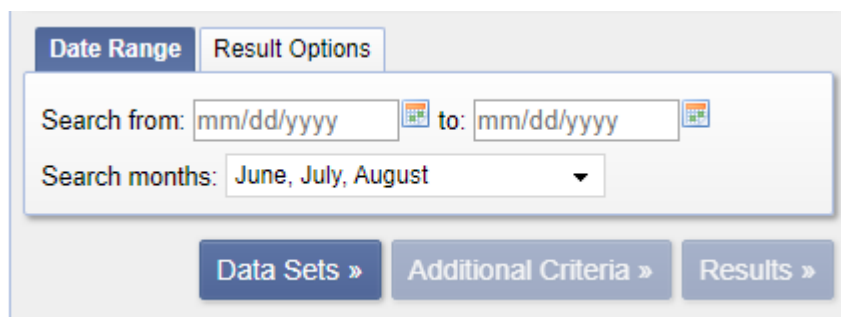 Date Range Result Options
Search from: mm/dd/yyyy to: mm/dd/yyyy
Search months: June, July, August
Data Sets » Additional Criteria » Results »